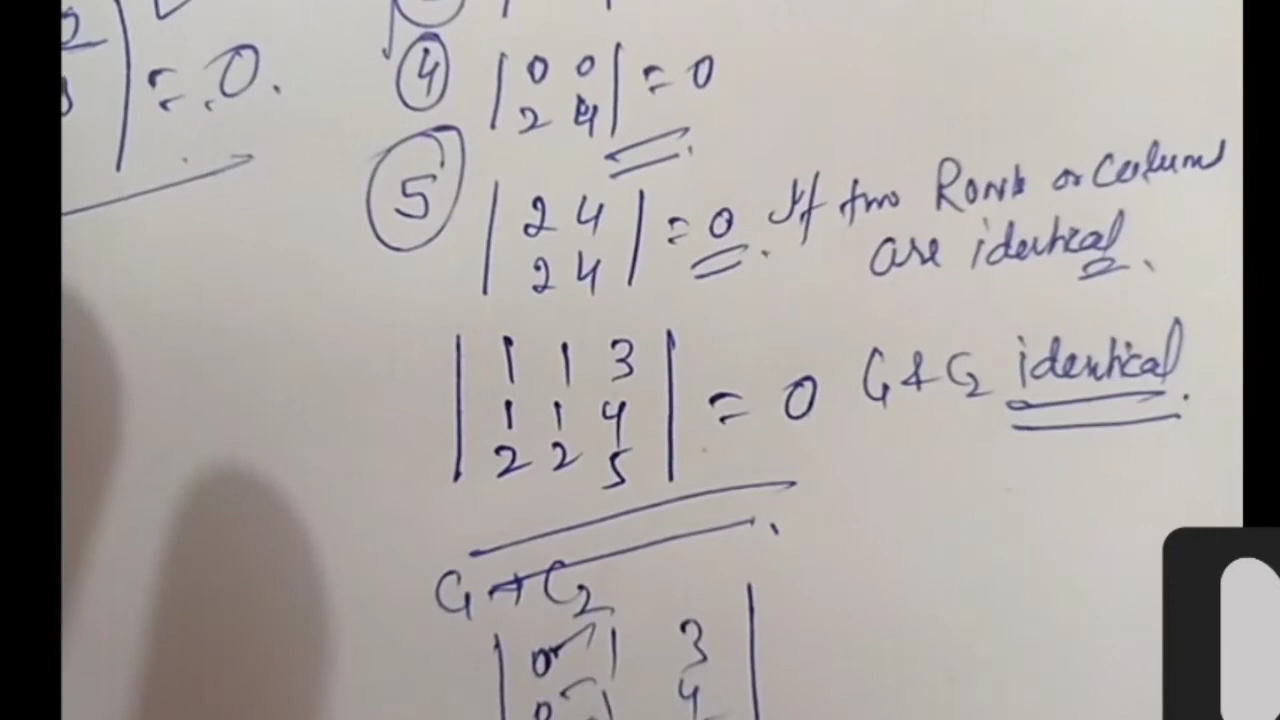 = 0.
④ | 0 0 | = 0
| 2 4 |
⑤ | 2 4 | = 0. If two Rows or Column
| 2 4 | are identical.
| 1 1 3 |
| 1 1 4 | = 0 C1 & C2 identical.
| 2 2 5 |
C1 → C2
| 0 1 3 |
| 0 1 4 |